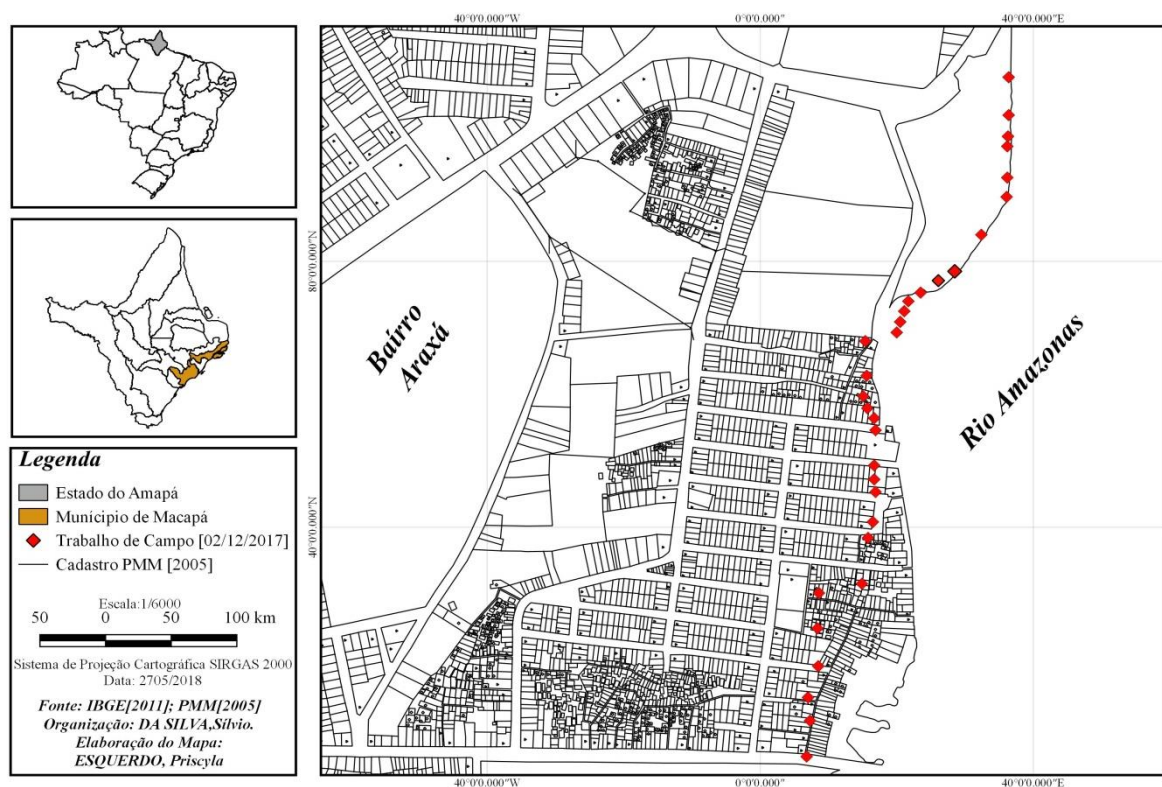 40°0'0.000"W
0°0'0.000"
40°0'0.000"E
80°0'0.000"N
40°0'0.000"N
Báirro
Araxá
Rio Amazonas
Legenda
Estado do Amapá
Município de Macapá
Trabalho de Campo [02/12/2017]
Cadastro PMM [2005]
Escala:1/6000
50 0 50 100 km
Sistema de Projeção Cartográfica SIRGAS 2000
Data: 2705/2018
Fonte: IBGE[2011]; PMM[2005]
Organização: DA SILVA,Sílvio.
Elaboração do Mapa:
ESQUERDO, Priscyla
40°0'0.000"W
0°0'0.000"
40°0'0.000"E